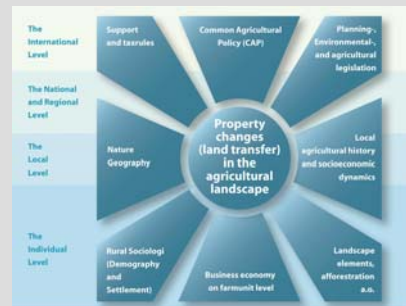 The
International
Level
Support
and taxrules
Common Agricultural
Policy (CAP)
Planning-,
Environmental-,
and agricultural
legislation
The National
and Regional
Level
Property
changes
(land transfer)
in the
agricultural
landscape
The
Local
Level
Nature
Geography
Local
agricultural history
and socioeconomic
dynamics
The
Individual
Level
Rural Sociologi
(Demography
and
Settlement)
Business economy
on farmunit level
Landscape
elements,
afforestration
a.o.